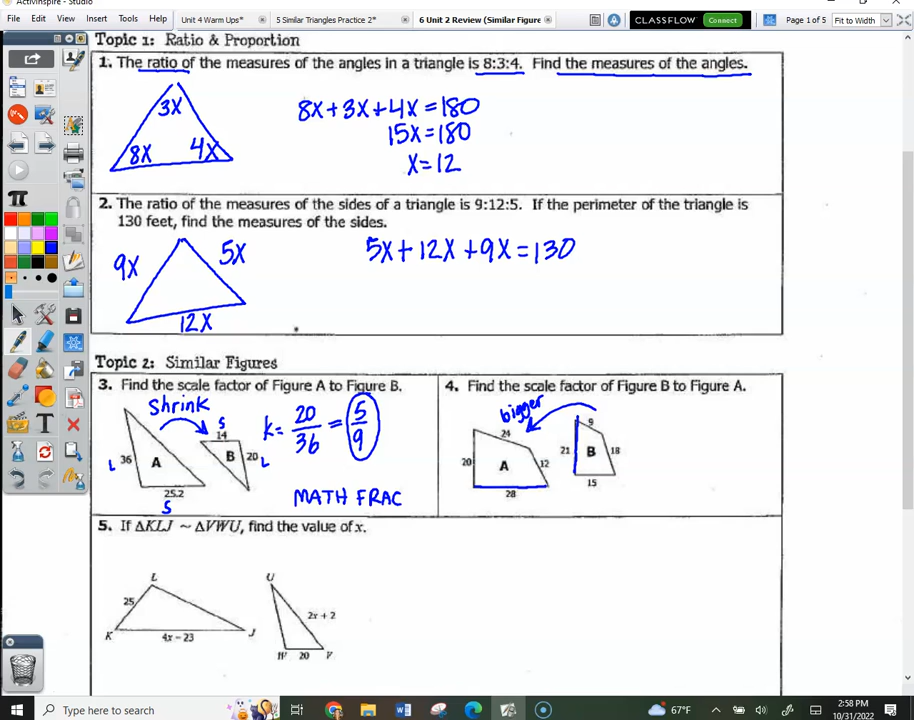 ActivInspire - Studio
File Edit View Insert Tools Help
Unit 4 Warm Ups* 5 Similar Triangles Practice 2* 6 Unit 2 Review (Similar Figure
CLASSFLOW Connect Page 1 of 5 Fit to Width
Topic 1: Ratio & Proportion
1. The ratio of the measures of the angles in a triangle is 8:3:4. Find the measures of the angles.
3X
8X 4X
8X+3X+4X=180
15X=180
X=12
2. The ratio of the measures of the sides of a triangle is 9:12:5. If the perimeter of the triangle is
130 feet, find the measures of the sides.
9X 5X
12X
5X+12X+9X=130
Topic 2: Similar Figures
3. Find the scale factor of Figure A to Figure B.
Shrink
L 36 A
25.2
S
S
14
B 20 L
k= 20/36 = 5/9
MATH FRAC
4. Find the scale factor of Figure B to Figure A.
bigger
24
20 A 12
28
9
21 B 18
15
5. If ΔKLJ ~ ΔVWU, find the value of x.
L
25
K 4x – 23 J
U
2x + 2
W 20 V
Type here to search
67°F
2:58 PM
10/31/2022